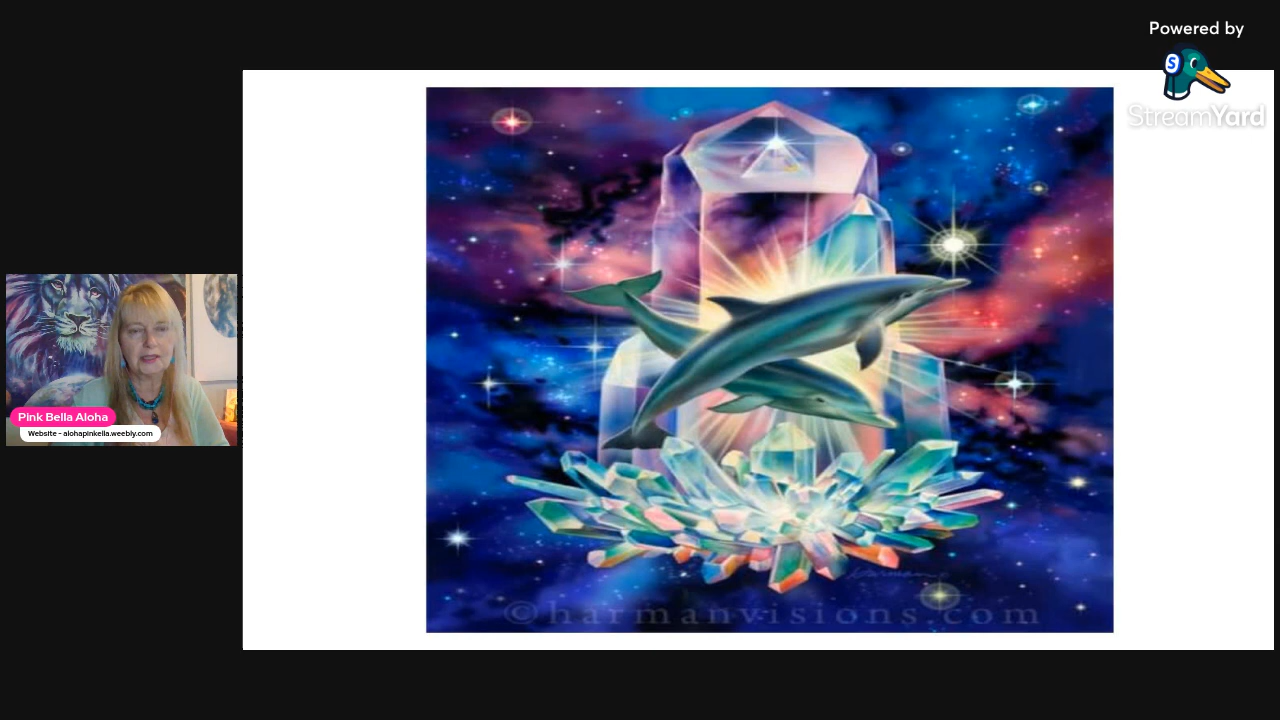 Powered by
S
StreamYard
Pink Bella Aloha
Website - alohapinkella.weebly.com
©harmanvisions.com